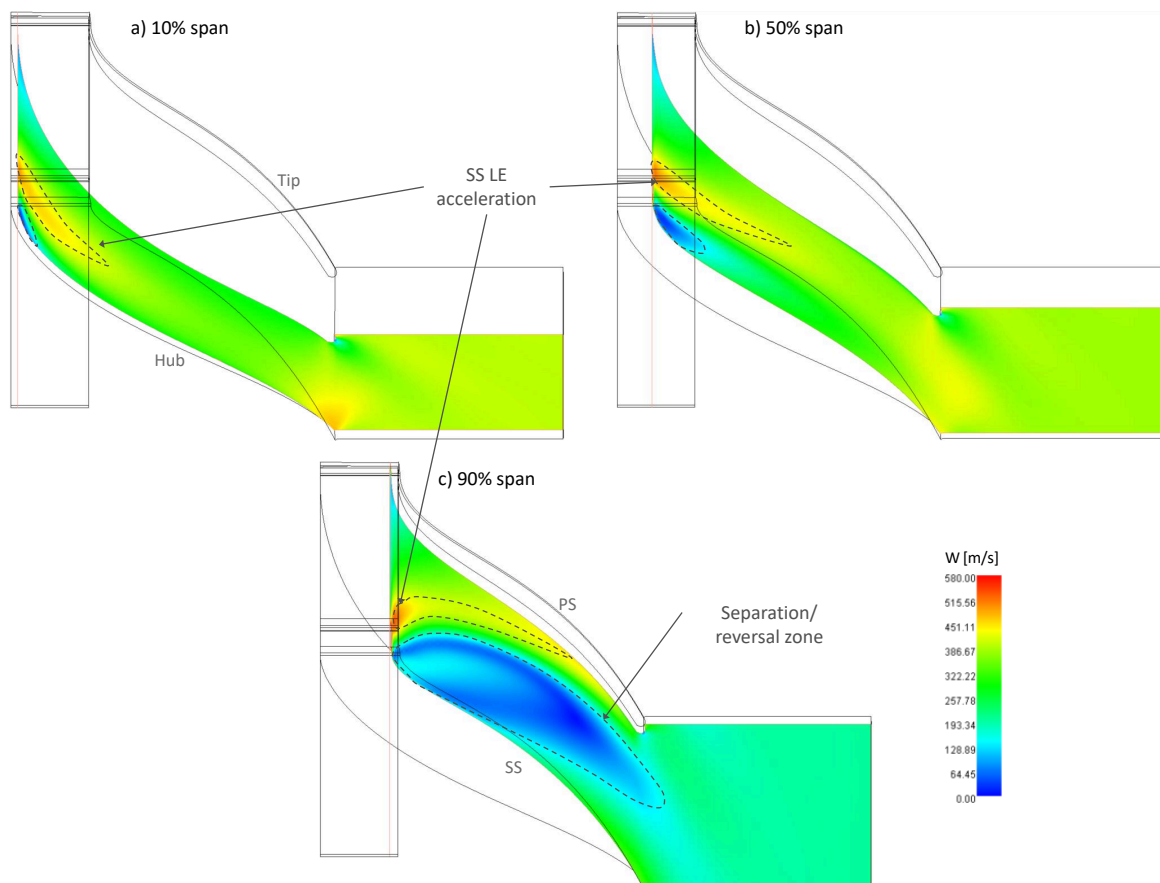 a) 10% span
b) 50% span
Tip
SS LE
acceleration
Hub
c) 90% span
PS
Separation/
reversal zone
SS
W [m/s]
580.00
515.56
451.11
386.67
322.22
257.78
193.34
128.89
64.45
0.00